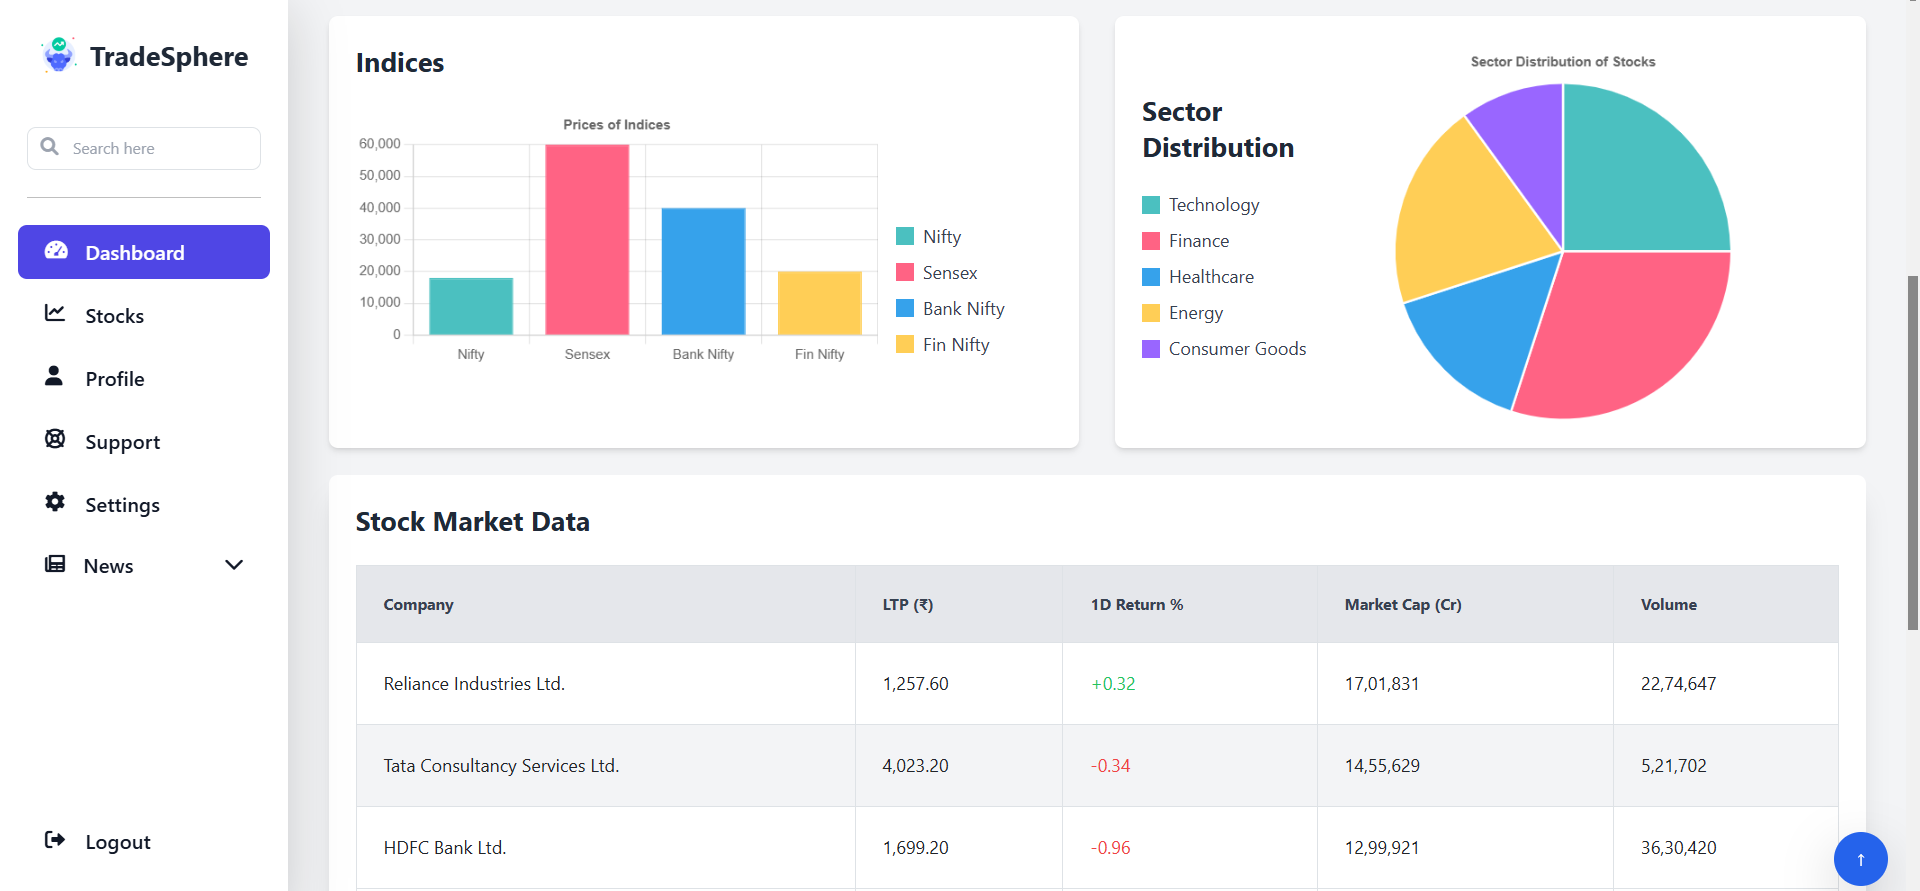 TradeSphere
Search here
Dashboard
Stocks
Profile
Support
Settings
News
Logout
Indices
Prices of Indices
60,000
50,000
40,000
30,000
20,000
10,000
0
Nifty Sensex Bank Nifty Fin Nifty
Nifty
Sensex
Bank Nifty
Fin Nifty
Sector
Distribution
Technology
Finance
Healthcare
Energy
Consumer Goods
Sector Distribution of Stocks
Stock Market Data
Company LTP (₹) 1D Return % Market Cap (Cr) Volume
Reliance Industries Ltd. 1,257.60 +0.32 17,01,831 22,74,647
Tata Consultancy Services Ltd. 4,023.20 -0.34 14,55,629 5,21,702
HDFC Bank Ltd. 1,699.20 -0.96 12,99,921 36,30,420
↑